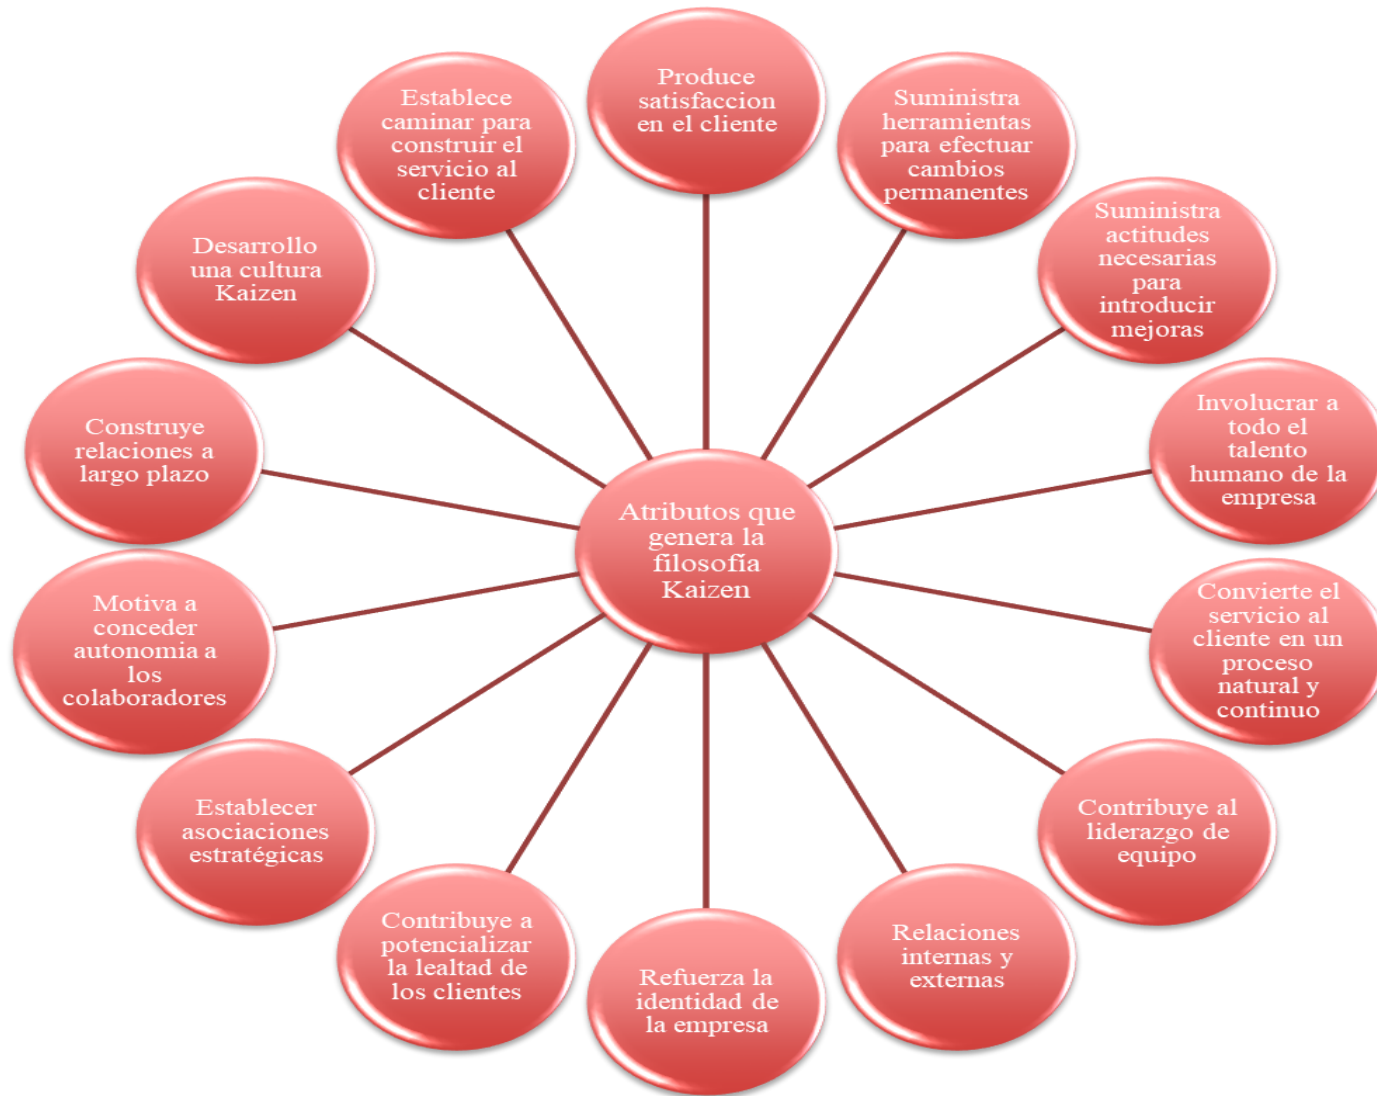 Produce
satisfaccion
en el cliente
Suministra
herramientas
para efectuar
cambios
permanentes
Suministra
actitudes
necesarias
para
introducir
mejoras
Involucrar a
todo el
talento
humano de la
empresa
Convierte el
servicio al
cliente en un
proceso
natural y
continuo
Contribuye al
liderazgo de
equipo
Relaciones
internas y
externas
Refuerza la
identidad de
la empresa
Contribuye a
potencializar
la lealtad de
los clientes
Establecer
asociaciones
estratégicas
Motiva a
conceder
autonomia a
los
colaboradores
Construye
relaciones a
largo plazo
Desarrollo
una cultura
Kaizen
Establece
caminar para
construir el
servicio al
cliente
Atributos que
genera la
filosofía
Kaizen